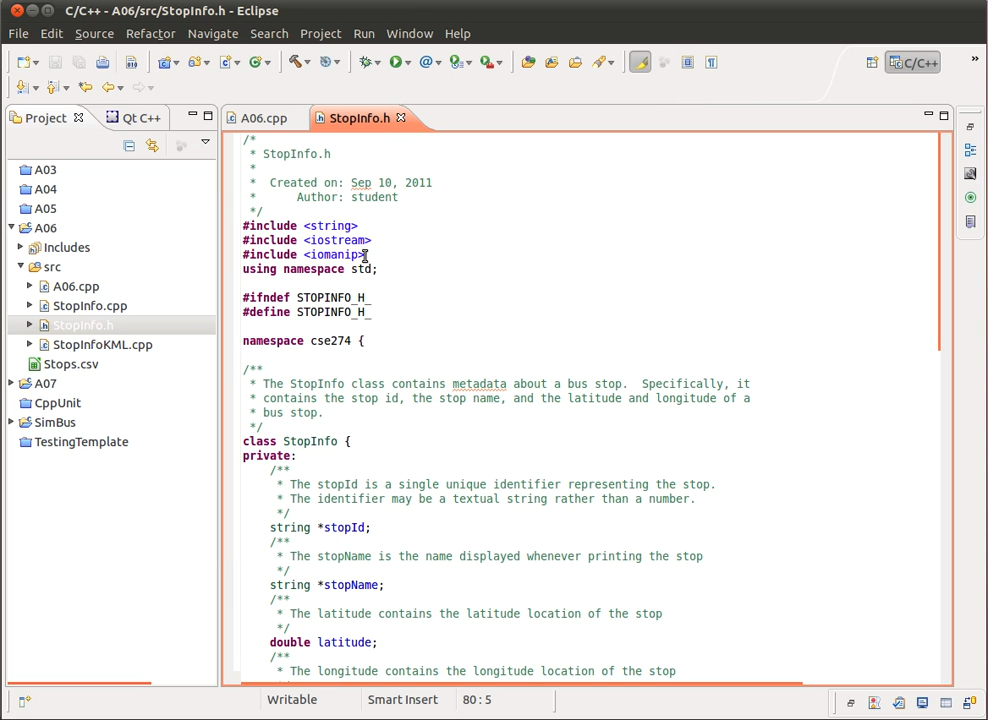 C/C++ - A06/src/StopInfo.h - Eclipse
File Edit Source Refactor Navigate Search Project Run Window Help
C/C++
Project Qt C++ A06.cpp StopInfo.h
A03
A04
A05
A06
Includes
src
A06.cpp
StopInfo.cpp
StopInfo.h
StopInfoKML.cpp
Stops.csv
A07
CppUnit
SimBus
TestingTemplate
/*
* StopInfo.h
*
*  Created on: Sep 10, 2011
*      Author: student
*/
#include <string>
#include <iostream>
#include <iomanip>
using namespace std;
#ifndef STOPINFO_H_
#define STOPINFO_H_
namespace cse274 {
/**
* The StopInfo class contains metadata about a bus stop.  Specifically, it
* contains the stop id, the stop name, and the latitude and longitude of a
* bus stop.
*/
class StopInfo {
private:
/**
* The stopId is a single unique identifier representing the stop.
* The identifier may be a textual string rather than a number.
*/
string *stopId;
/**
* The stopName is the name displayed whenever printing the stop
*/
string *stopName;
/**
* The latitude contains the latitude location of the stop
*/
double latitude;
/**
* The longitude contains the longitude location of the stop
Writable Smart Insert 80 : 5